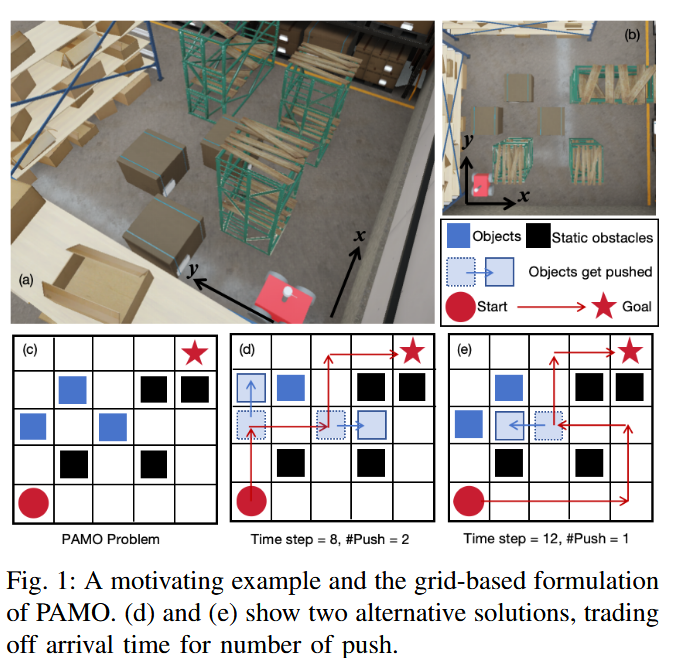 (a)
y
x
(b)
y
x
Objects
Static obstacles
Objects get pushed
Start
Goal
(c)
(d)
(e)
PAMO Problem
Time step = 8, #Push = 2
Time step = 12, #Push = 1
Fig. 1: A motivating example and the grid-based formulation
of PAMO. (d) and (e) show two alternative solutions, trading
off arrival time for number of push.